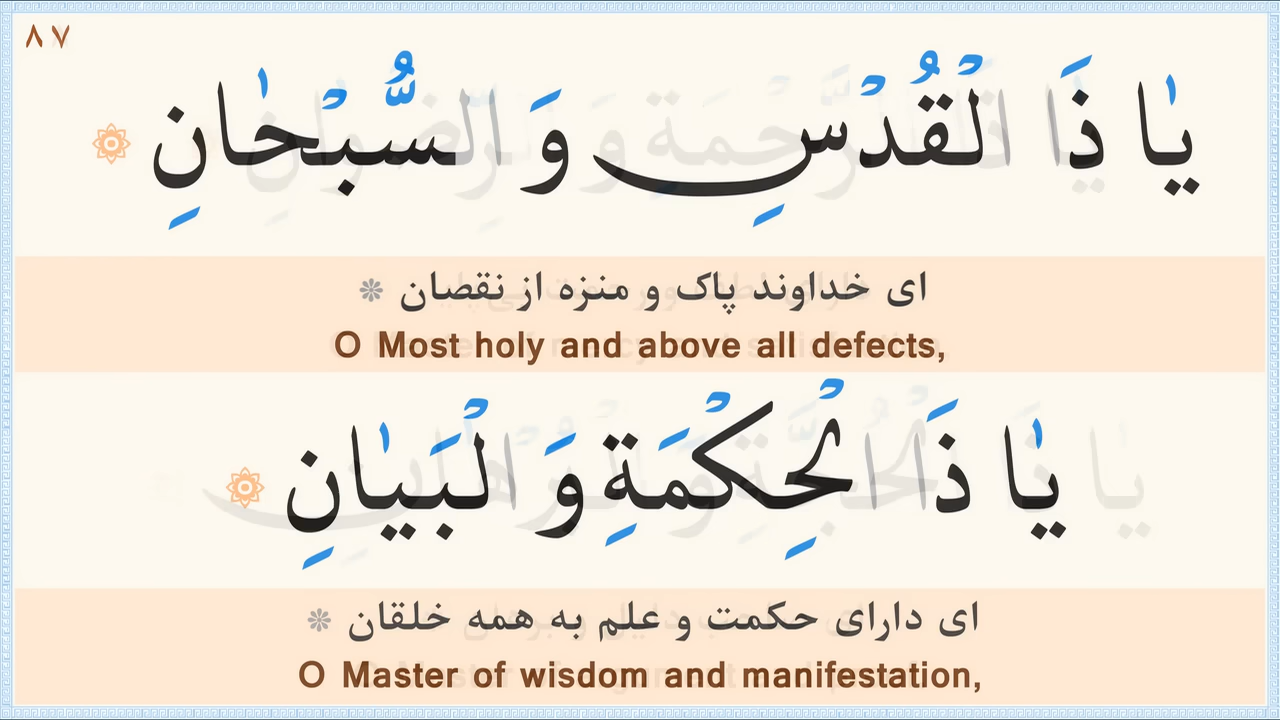 ۸۷
يٰا ذَا الْقُدْسِ وَ السُّبْحٰانِ
ای خداوند پاک و منزه از نقصان
O Most holy and above all defects,
يٰا ذَا الْحِكْمَةِ وَ الْبَيٰانِ
ای دارای حکمت و علم به همه خلقان
O Master of wisdom and manifestation,